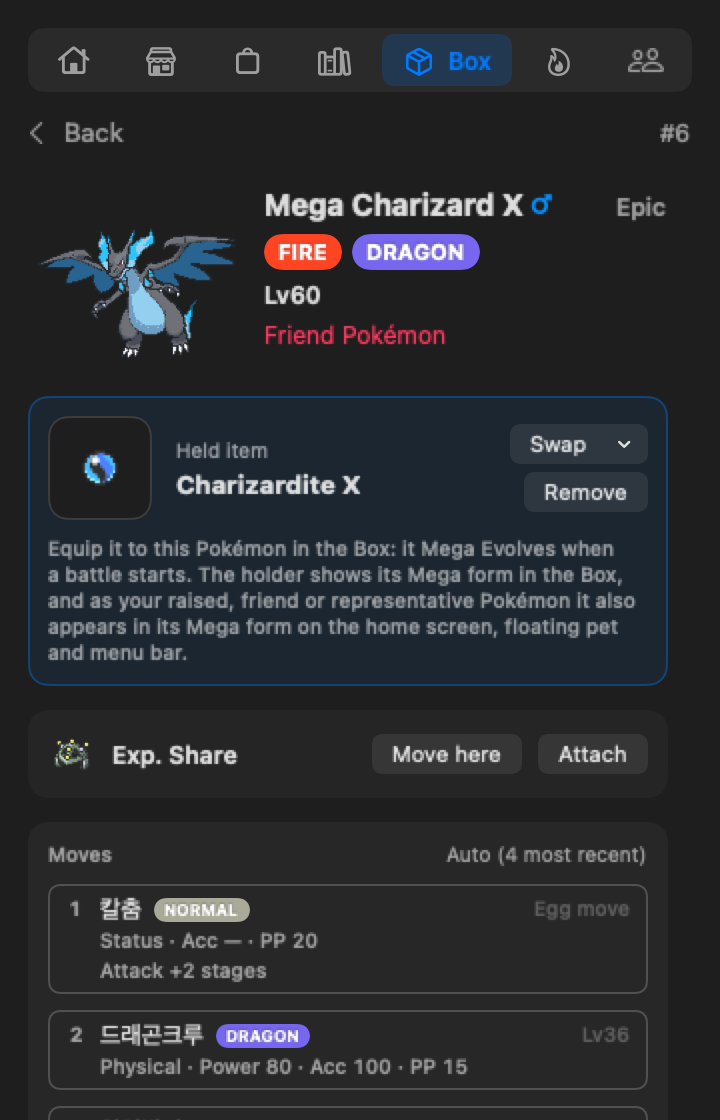 Box
Back
#6
Mega Charizard X ♂
Epic
FIRE DRAGON
Lv60
Friend Pokémon
Held item
Charizardite X
Swap
Remove
Equip it to this Pokémon in the Box: it Mega Evolves when
a battle starts. The holder shows its Mega form in the Box,
and as your raised, friend or representative Pokémon it also
appears in its Mega form on the home screen, floating pet
and menu bar.
Exp. Share
Move here
Attach
Moves
Auto (4 most recent)
1 칼춤 NORMAL
Egg move
Status · Acc — · PP 20
Attack +2 stages
2 드래곤크루 DRAGON
Lv36
Physical · Power 80 · Acc 100 · PP 15